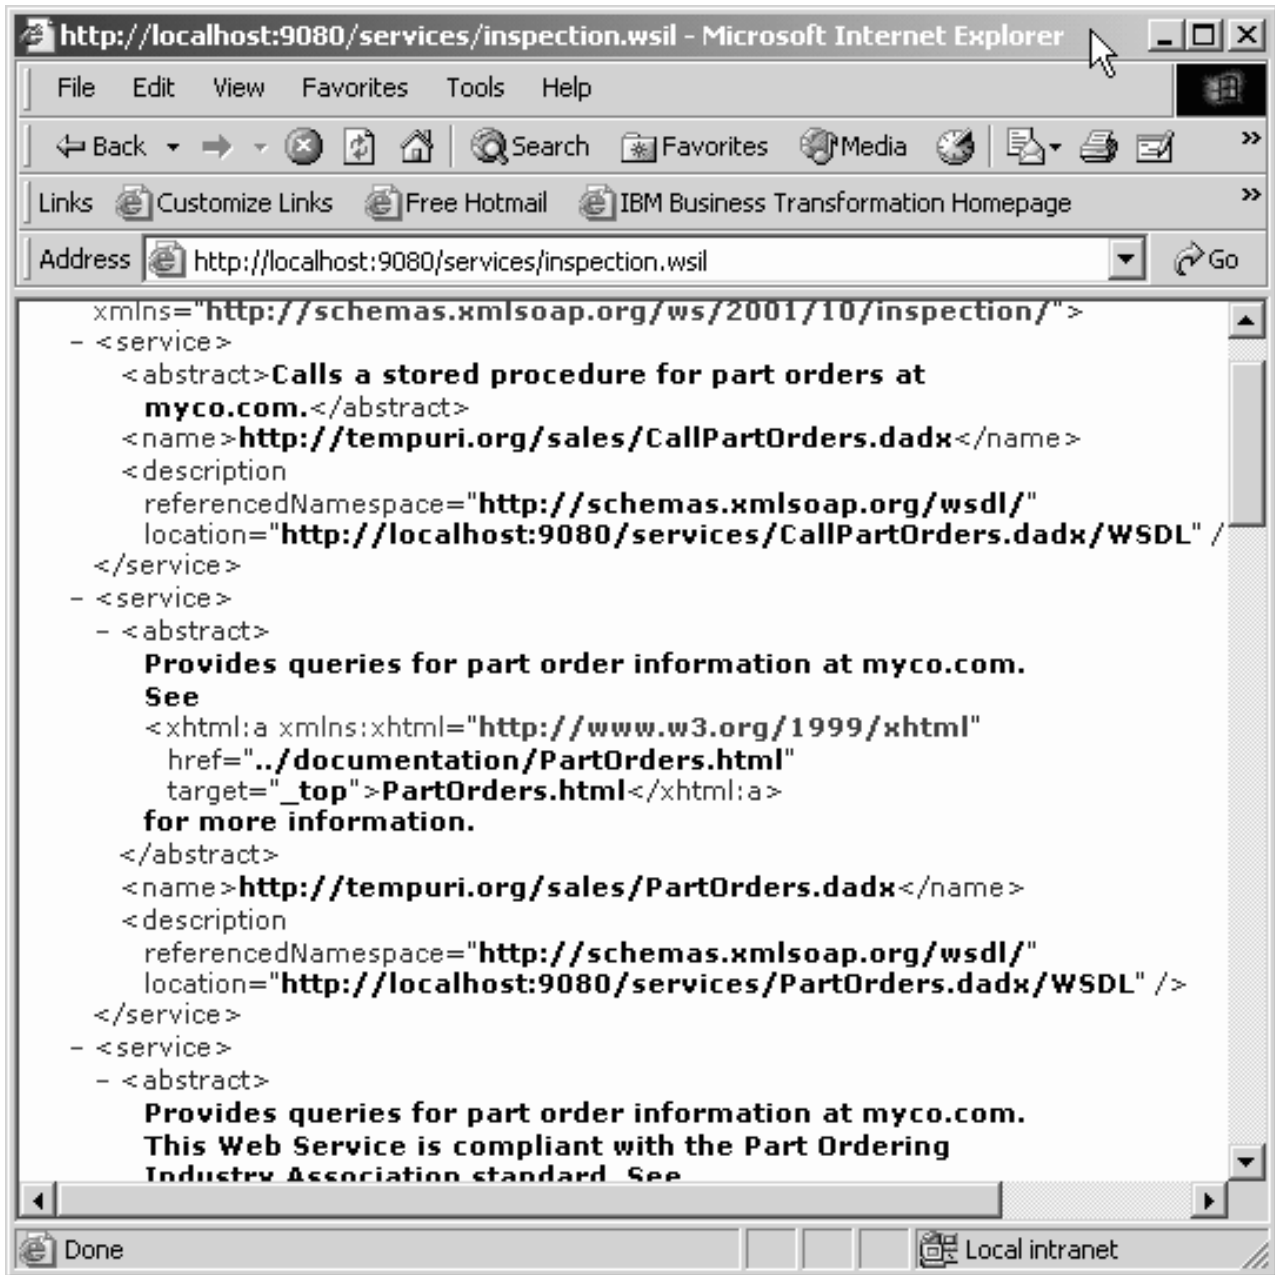 http://localhost:9080/services/inspection.wsil - Microsoft Internet Explorer
File Edit View Favorites Tools Help
Back Search Favorites Media »
Links Customize Links Free Hotmail IBM Business Transformation Homepage »
Address http://localhost:9080/services/inspection.wsil Go
xmlns="http://schemas.xmlsoap.org/ws/2001/10/inspection/">
- <service>
<abstract>Calls a stored procedure for part orders at
myco.com.</abstract>
<name>http://tempuri.org/sales/CallPartOrders.dadx</name>
<description
referencedNamespace="http://schemas.xmlsoap.org/wsdl/"
location="http://localhost:9080/services/CallPartOrders.dadx/WSDL" /
</service>
- <service>
- <abstract>
Provides queries for part order information at myco.com.
See
<xhtml:a xmlns:xhtml="http://www.w3.org/1999/xhtml"
href="../documentation/PartOrders.html"
target="_top">PartOrders.html</xhtml:a>
for more information.
</abstract>
<name>http://tempuri.org/sales/PartOrders.dadx</name>
<description
referencedNamespace="http://schemas.xmlsoap.org/wsdl/"
location="http://localhost:9080/services/PartOrders.dadx/WSDL" />
</service>
- <service>
- <abstract>
Provides queries for part order information at myco.com.
This Web Service is compliant with the Part Ordering
Industry Association standard. See
Done Local intranet